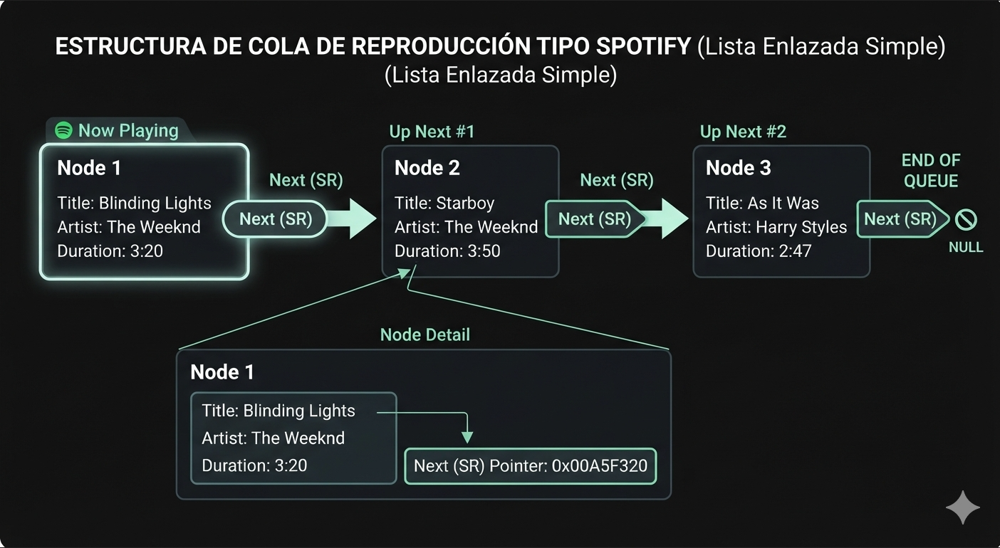 ESTRUCTURA DE COLA DE REPRODUCCIÓN TIPO SPOTIFY (Lista Enlazada Simple)
(Lista Enlazada Simple)
Now Playing
Node 1
Title: Blinding Lights
Artist: The Weeknd
Duration: 3:20
Next (SR)
Next (SR)
Up Next #1
Node 2
Title: Starboy
Artist: The Weeknd
Duration: 3:50
Next (SR)
Next (SR)
Up Next #2
Node 3
Title: As It Was
Artist: Harry Styles
Duration: 2:47
END OF
QUEUE
Next (SR)
NULL
Node Detail
Node 1
Title: Blinding Lights
Artist: The Weeknd
Duration: 3:20
Next (SR) Pointer: 0x00A5F320